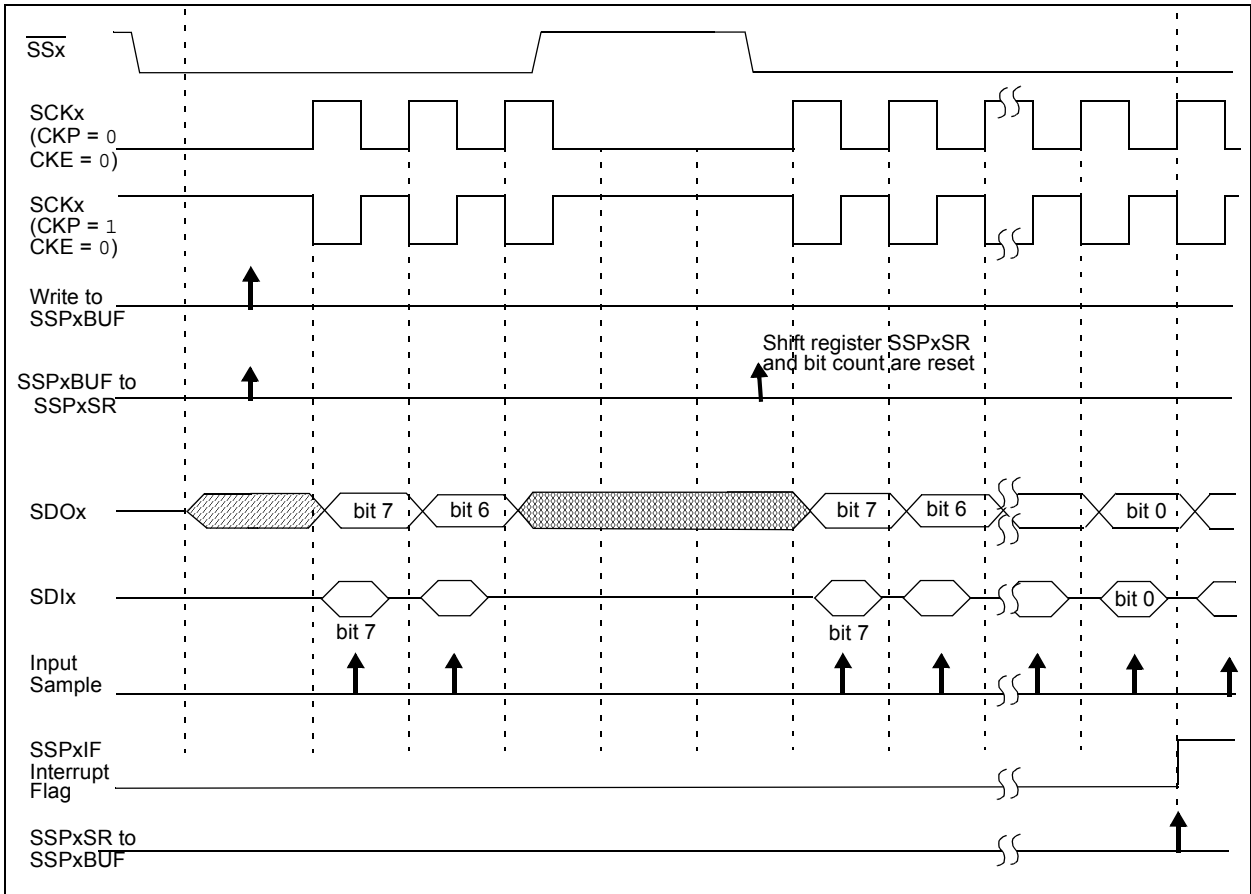 SSx
SCKx
(CKP = 0
CKE = 0)
SCKx
(CKP = 1
CKE = 0)
Write to
SSPxBUF
Shift register SSPxSR
and bit count are reset
SSPxBUF to
SSPxSR
SDOx
bit 7
bit 6
bit 7
bit 6
bit 0
SDIx
bit 0
bit 7
bit 7
Input
Sample
SSPxIF
Interrupt
Flag
SSPxSR to
SSPxBUF